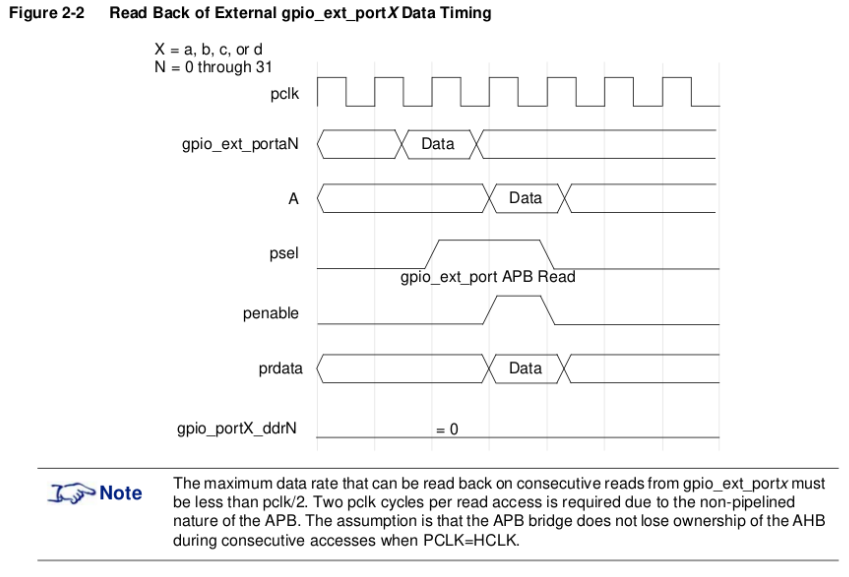 Figure 2-2 Read Back of External gpio_ext_portX Data Timing
X = a, b, c, or d
N = 0 through 31
pclk
gpio_ext_portaN Data
A Data
psel
gpio_ext_port APB Read
penable
prdata Data
gpio_portX_ddrN = 0
Note The maximum data rate that can be read back on consecutive reads from gpio_ext_portx must
be less than pclk/2. Two pclk cycles per read access is required due to the non-pipelined
nature of the APB. The assumption is that the APB bridge does not lose ownership of the AHB
during consecutive accesses when PCLK=HCLK.